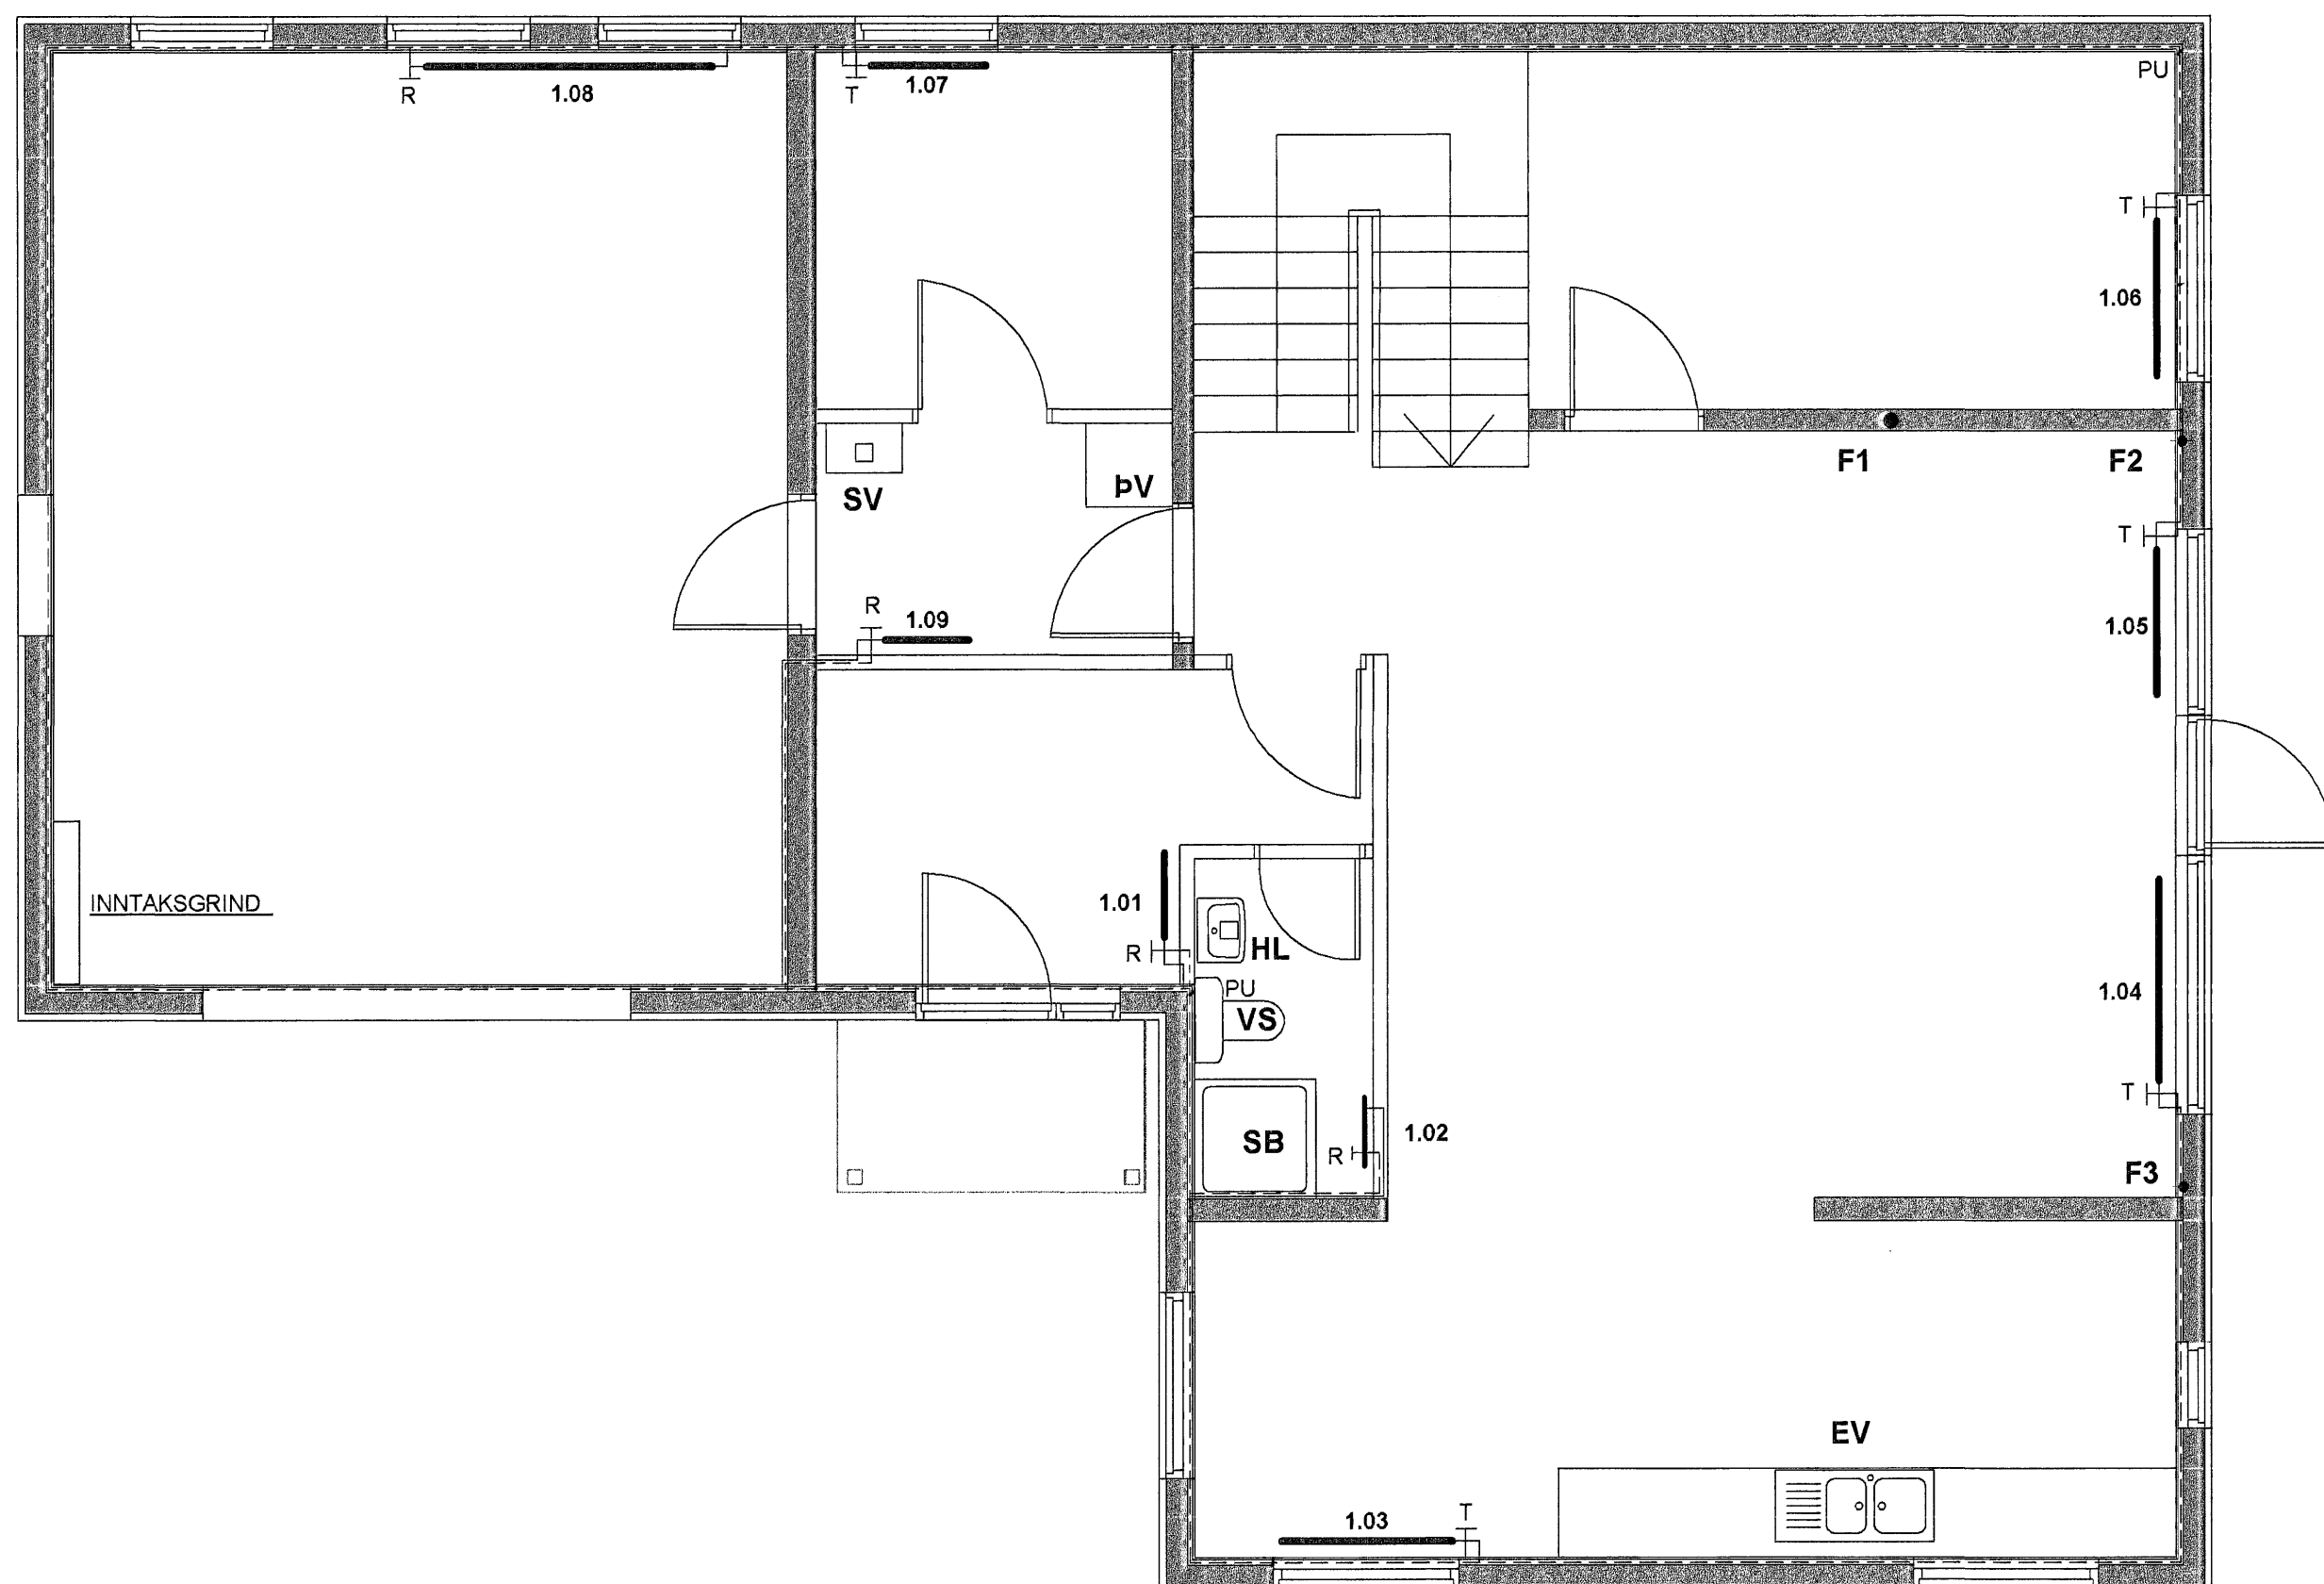 PU
R
1.08
T
1.07
T
1.06
F1
F2
SV
ÞV
T
R
1.09
1.05
INNTAKSGRIND
1.01
R
HL
PU
VS
1.04
T
SB
1.02
R
F3
EV
1.03
T